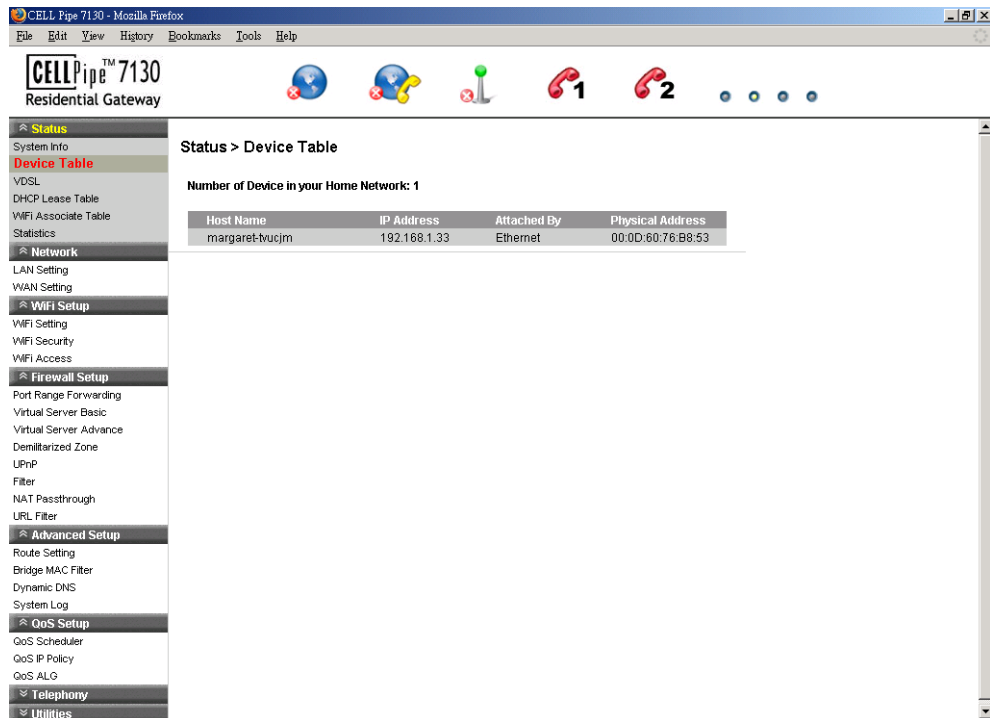 CELL Pipe 7130 - Mozilla Firefox
File Edit View History Bookmarks Tools Help
CELLPipe™ 7130
Residential Gateway
1 2
Status
System Info
Device Table
VDSL
DHCP Lease Table
WiFi Associate Table
Statistics
Network
LAN Setting
WAN Setting
WiFi Setup
WiFi Setting
WiFi Security
WiFi Access
Firewall Setup
Port Range Forwarding
Virtual Server Basic
Virtual Server Advance
Demilitarized Zone
UPnP
Filter
NAT Passthrough
URL Filter
Advanced Setup
Route Setting
Bridge MAC Filter
Dynamic DNS
System Log
QoS Setup
QoS Scheduler
QoS IP Policy
QoS ALG
Telephony
Utilities
Status > Device Table
Number of Device in your Home Network: 1
Host Name IP Address Attached By Physical Address
margaret-tvucjm 192.168.1.33 Ethernet 00:0D:60:76:B8:53